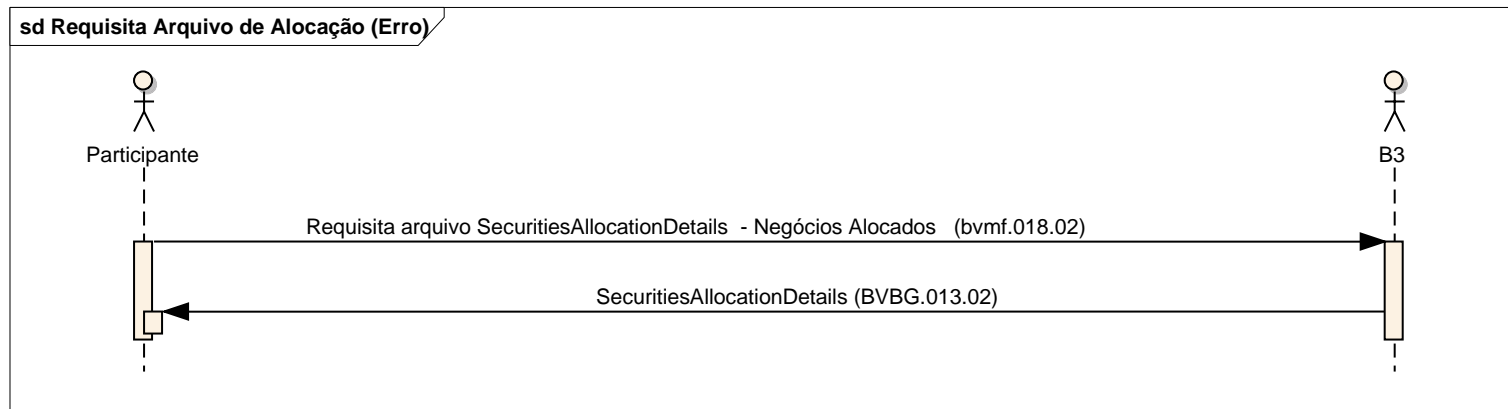 sd Requisita Arquivo de Alocação (Erro)
Participante
B3
Requisita arquivo SecuritiesAllocationDetails - Negócios Alocados (bvmf.018.02)
SecuritiesAllocationDetails (BVBG.013.02)